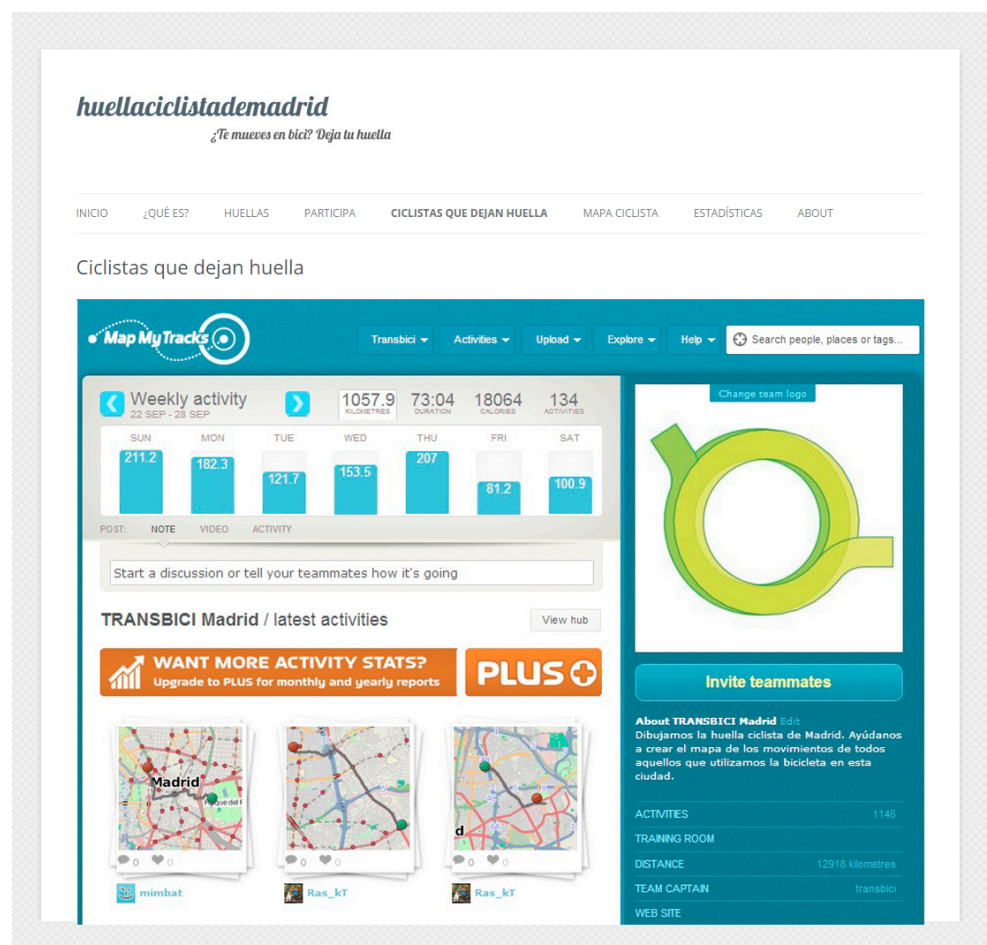 huellaciclistademadrid
¿Te mueves en bici? Deja tu huella
INICIO ¿QUÉ ES? HUELLAS PARTICIPA CICLISTAS QUE DEJAN HUELLA MAPA CICLISTA ESTADÍSTICAS ABOUT
Ciclistas que dejan huella
Map My Tracks
Transbici Activities Upload Explore Help Search people, places or tags...
Weekly activity
22 SEP - 28 SEP
1057.9 73:04 18064 134
KILOMETRES DURATION CALORIES ACTIVITIES
SUN MON TUE WED THU FRI SAT
211.2 182.3 121.7 153.5 207 81.2 100.9
POST: NOTE VIDEO ACTIVITY
Start a discussion or tell your teammates how it's going
TRANSBICI Madrid / latest activities View hub
WANT MORE ACTIVITY STATS?
Upgrade to PLUS for monthly and yearly reports
PLUS
Madrid
0 0
mimbat
0 0
Ras_kT
d
0 0
Ras_kT
Change team logo
Invite teammates
About TRANSBICI Madrid Edit
Dibujamos la huella ciclista de Madrid. Ayúdanos
a crear el mapa de los movimientos de todos
aquellos que utilizamos la bicicleta en esta
ciudad.
ACTIVITIES 1146
TRAINING ROOM
DISTANCE 12918 kilometres
TEAM CAPTAIN transbici
WEB SITE